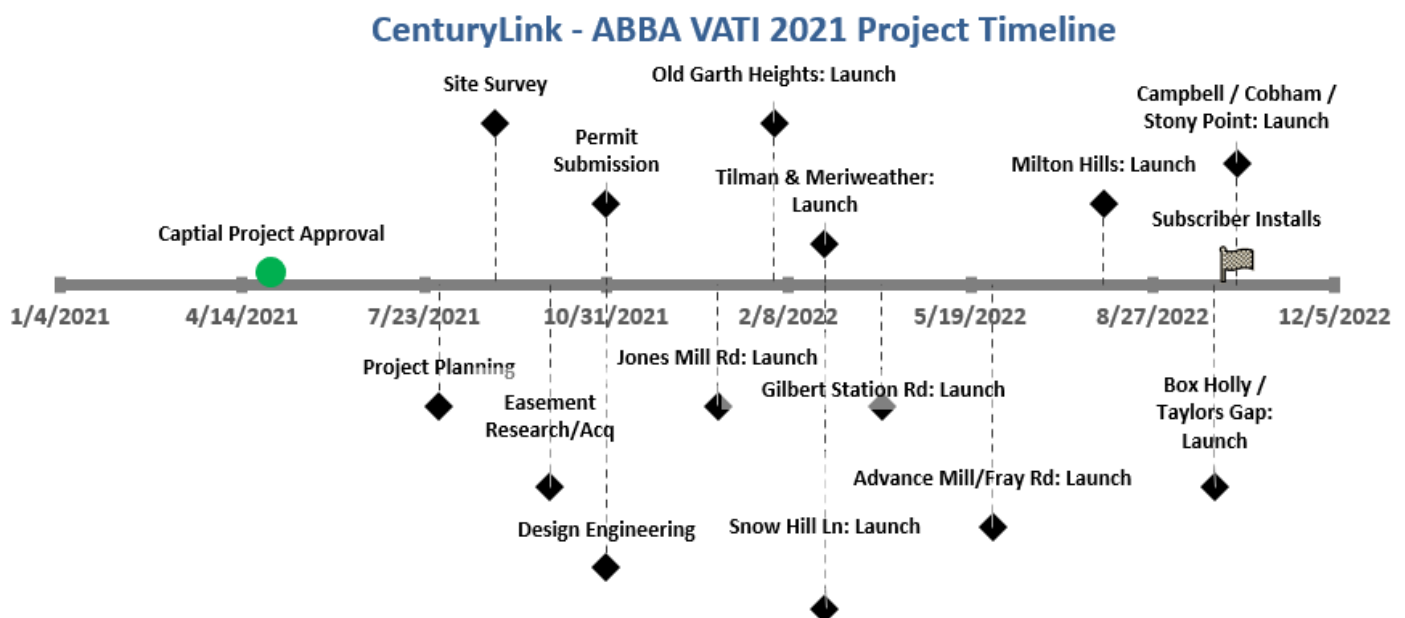 CenturyLink - ABBA VATI 2021 Project Timeline
Site Survey
Old Garth Heights: Launch
Campbell / Cobham /
Stony Point: Launch
Permit
Submission
Tilman & Meriweather:
Launch
Milton Hills: Launch
Captial Project Approval
Subscriber Installs
1/4/2021
4/14/2021
7/23/2021
10/31/2021
2/8/2022
5/19/2022
8/27/2022
12/5/2022
Project Planning
Jones Mill Rd: Launch
Gilbert Station Rd: Launch
Box Holly /
Taylors Gap:
Launch
Easement
Research/Acq
Advance Mill/Fray Rd: Launch
Design Engineering
Snow Hill Ln: Launch